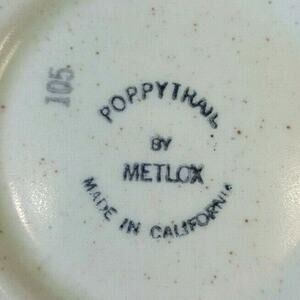 105
POPPYTRAIL
BY
METLOX
MADE IN CALIFORNIA